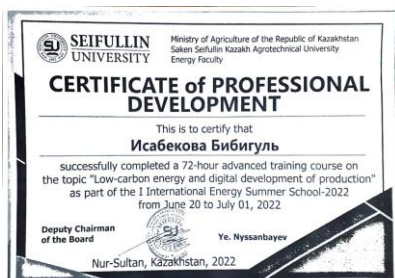 SEIFULLIN
UNIVERSITY
Ministry of Agriculture of the Republic of Kazakhstan
Saken Seifullin Kazakh Agrotechnical University
Energy Faculty
CERTIFICATE of PROFESSIONAL
DEVELOPMENT
This is to certify that
Исабекова Бибигуль
successfully completed a 72-hour advanced training course on
the topic "Low-carbon energy and digital development of production"
as part of the I International Energy Summer School-2022
from June 20 to July 01, 2022
Deputy Chairman
of the Board
Ye. Nyssanbayev
Nur-Sultan, Kazakhstan, 2022